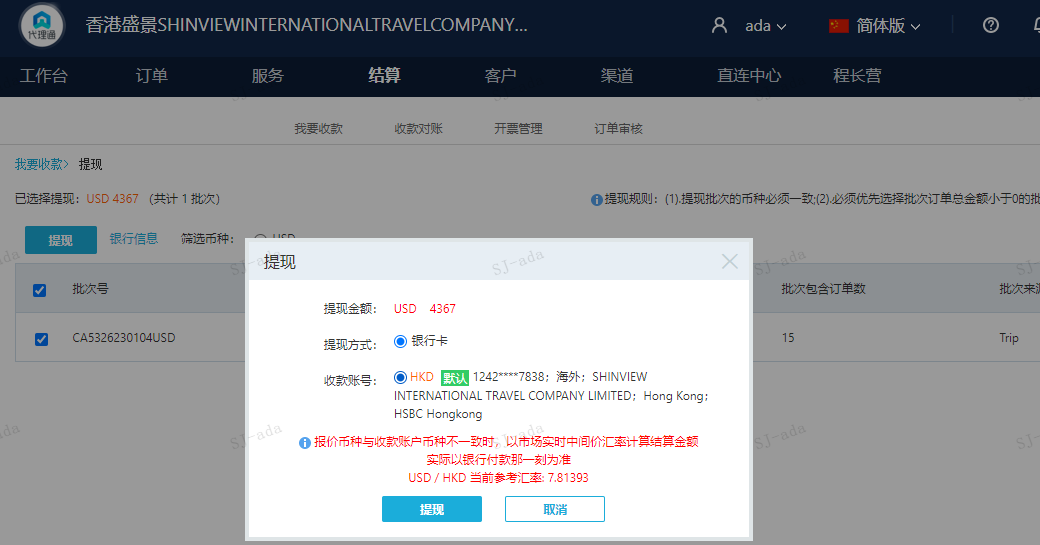 代理通 香港盛景SHINVIEWINTERNATIONALTRAVELCOMPANY... ada 简体版
工作台 订单 服务 结算 客户 渠道 直连中心 程长营
我要收款 收款对账 开票管理 订单审核
我要收款> 提现
已选择提现: USD 4367 (共计 1 批次) 提现规则: (1).提现批次的币种必须一致;(2).必须优先选择批次订单总金额小于0的批
提现 银行信息 筛选币种: USD
批次号 批次包含订单数 批次来
CA5326230104USD 15 Trip
提现
提现金额: USD 4367
提现方式: 银行卡
收款账号: HKD 默认 1242****7838; 海外; SHINVIEW
INTERNATIONAL TRAVEL COMPANY LIMITED; Hong Kong;
HSBC Hongkong
报价币种与收款账户币种不一致时, 以市场实时中间价汇率计算结算金额
实际以银行付款那一刻为准
USD / HKD 当前参考汇率: 7.81393
提现 取消
SJ-ada